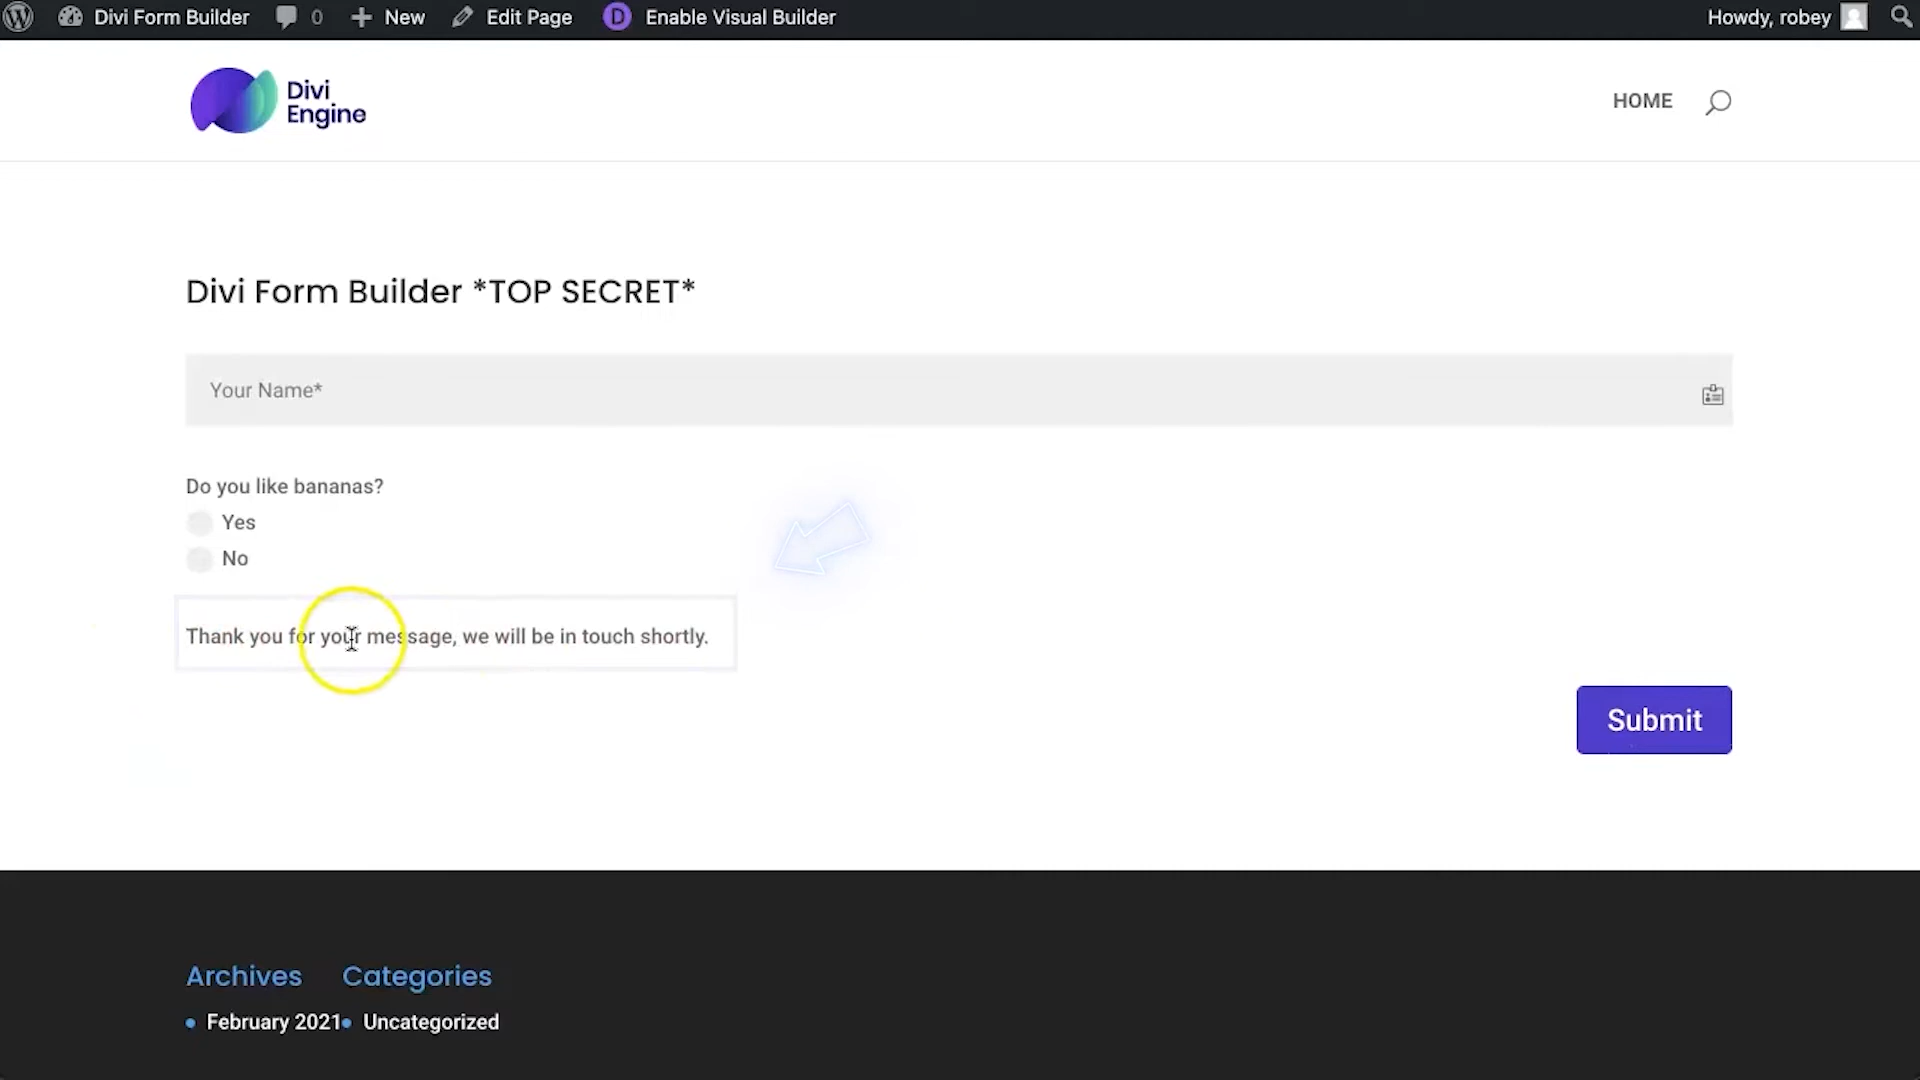 Divi Form Builder 0 New Edit Page D Enable Visual Builder Howdy, robey
Divi
Engine
HOME
Divi Form Builder *TOP SECRET*
Your Name*
Do you like bananas?
Yes
No
Thank you for your message, we will be in touch shortly.
Submit
Archives Categories
February 2021 Uncategorized